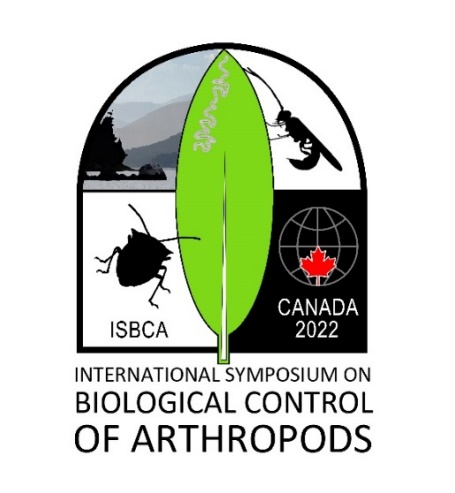 ISBCA
CANADA
2022
INTERNATIONAL SYMPOSIUM ON
BIOLOGICAL CONTROL
OF ARTHROPODS